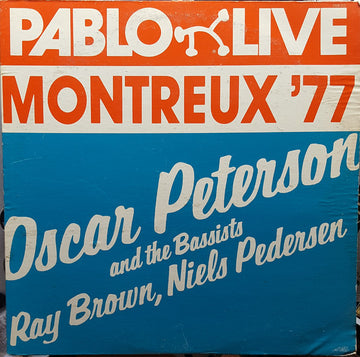 PABLO LIVE
MONTREUX '77
Oscar Peterson
and the Bassists
Ray Brown, Niels Pedersen